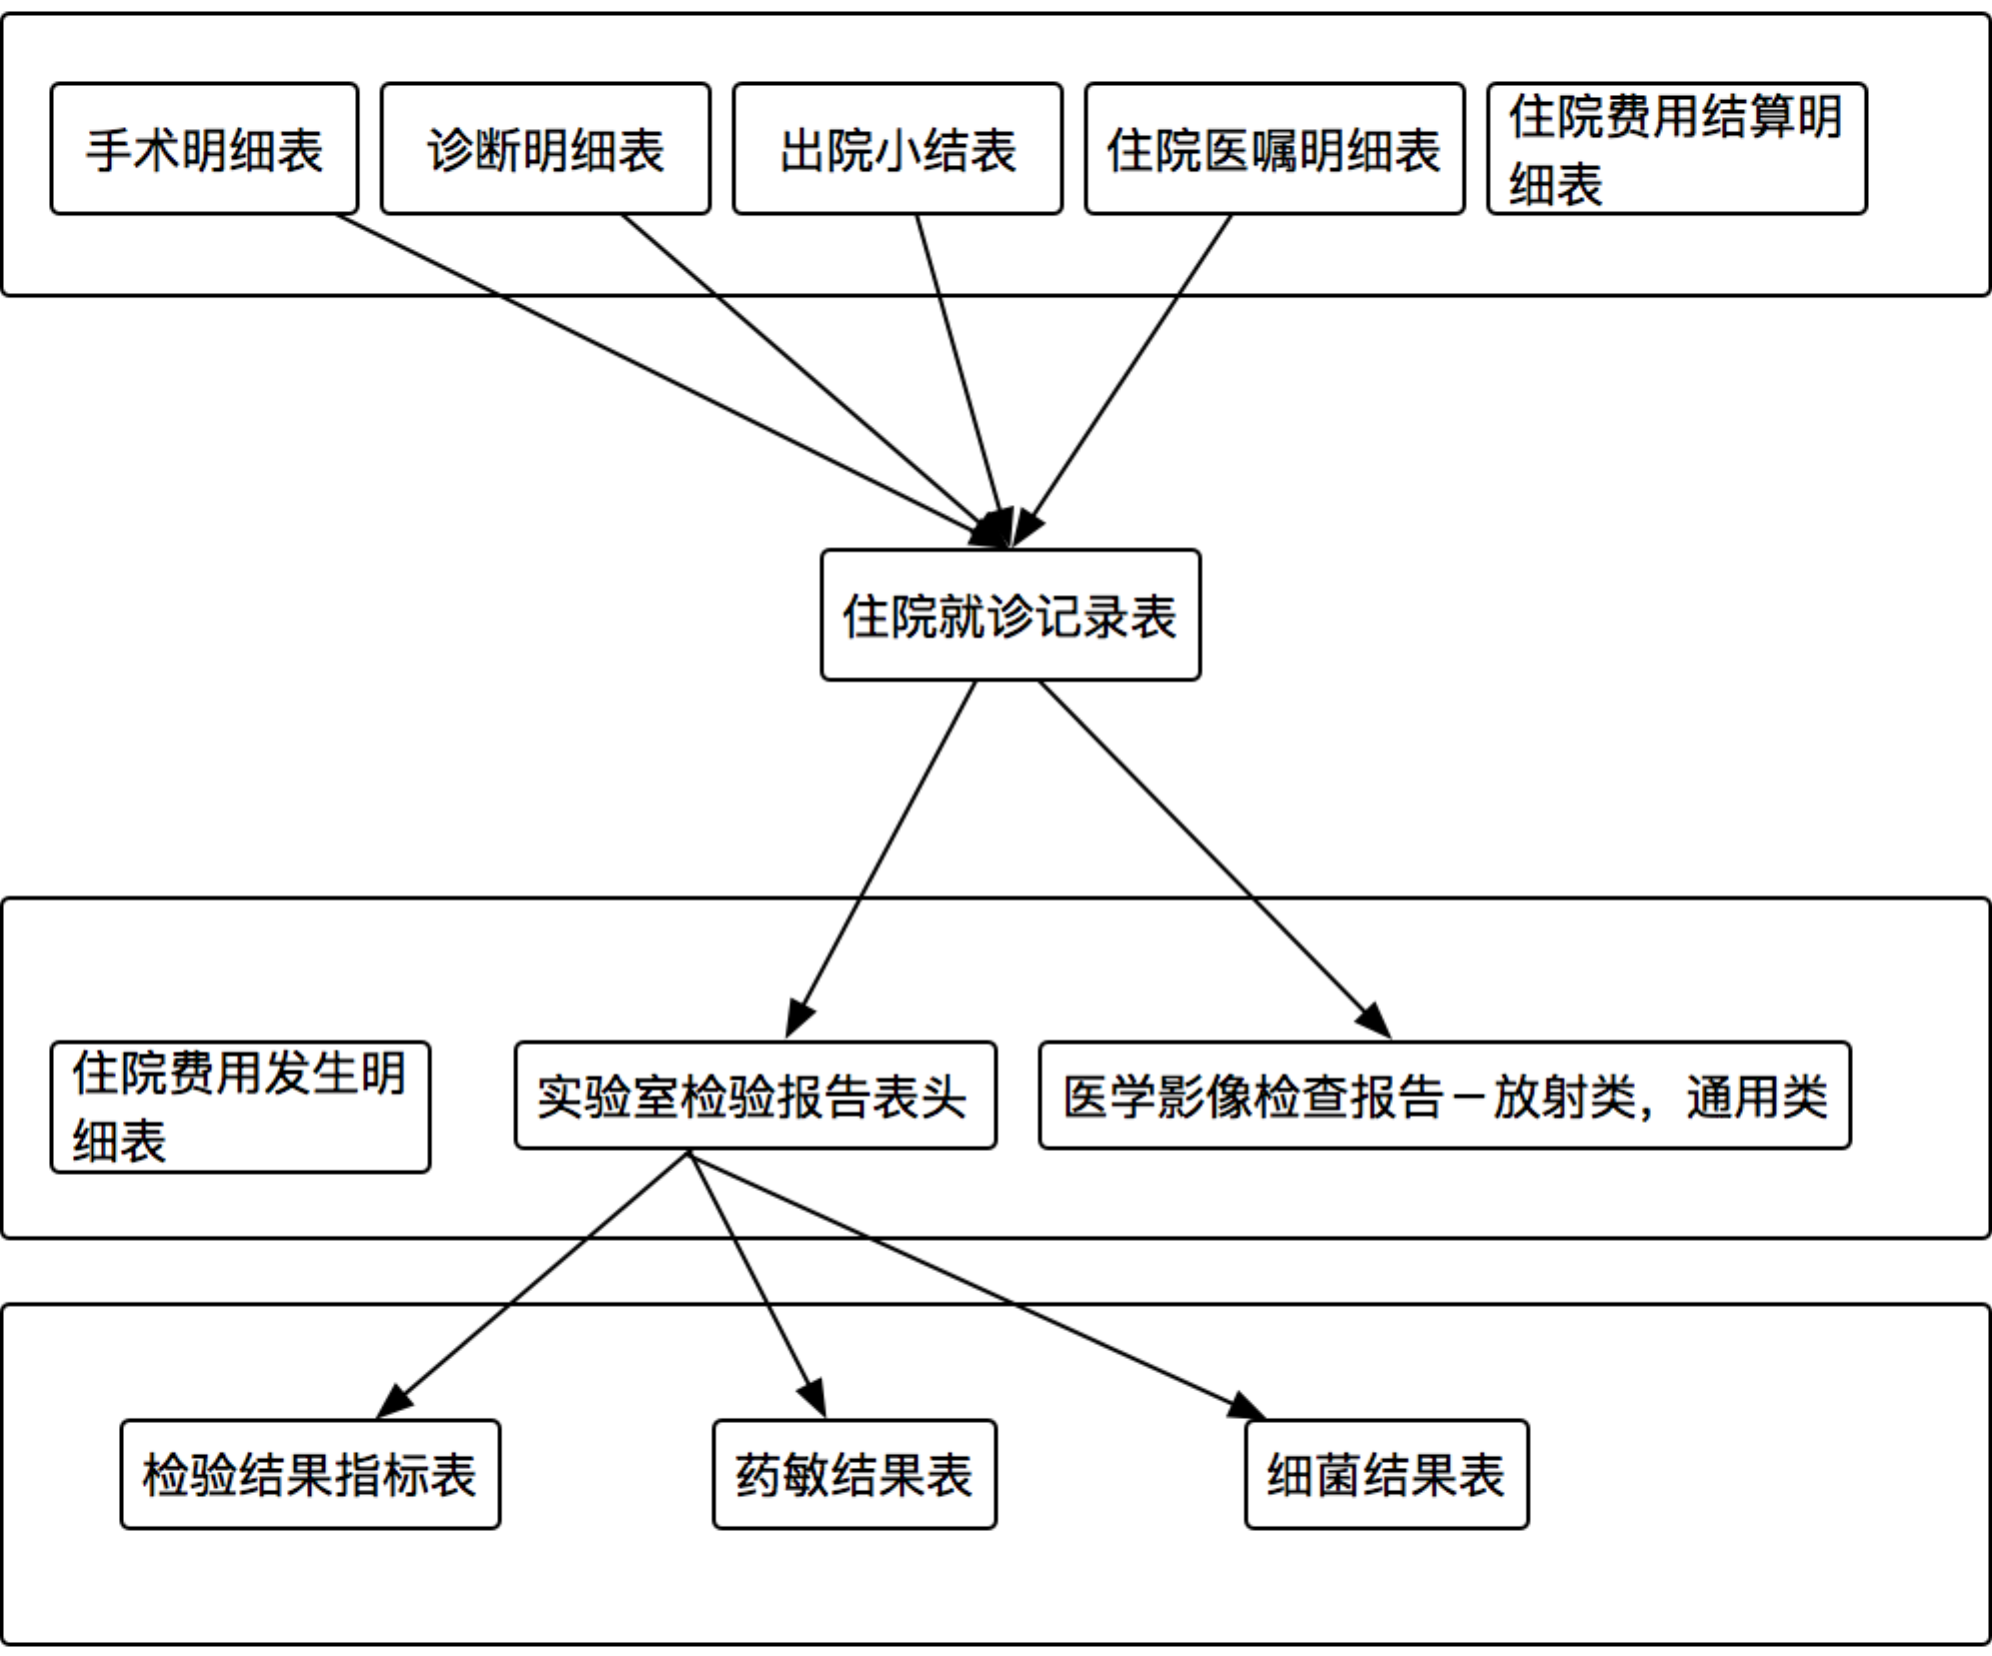 手术明细表
诊断明细表
出院小结表
住院医嘱明细表
住院费用结算明
细表
住院就诊记录表
住院费用发生明
细表
实验室检验报告表头
医学影像检查报告－放射类，通用类
检验结果指标表
药敏结果表
细菌结果表